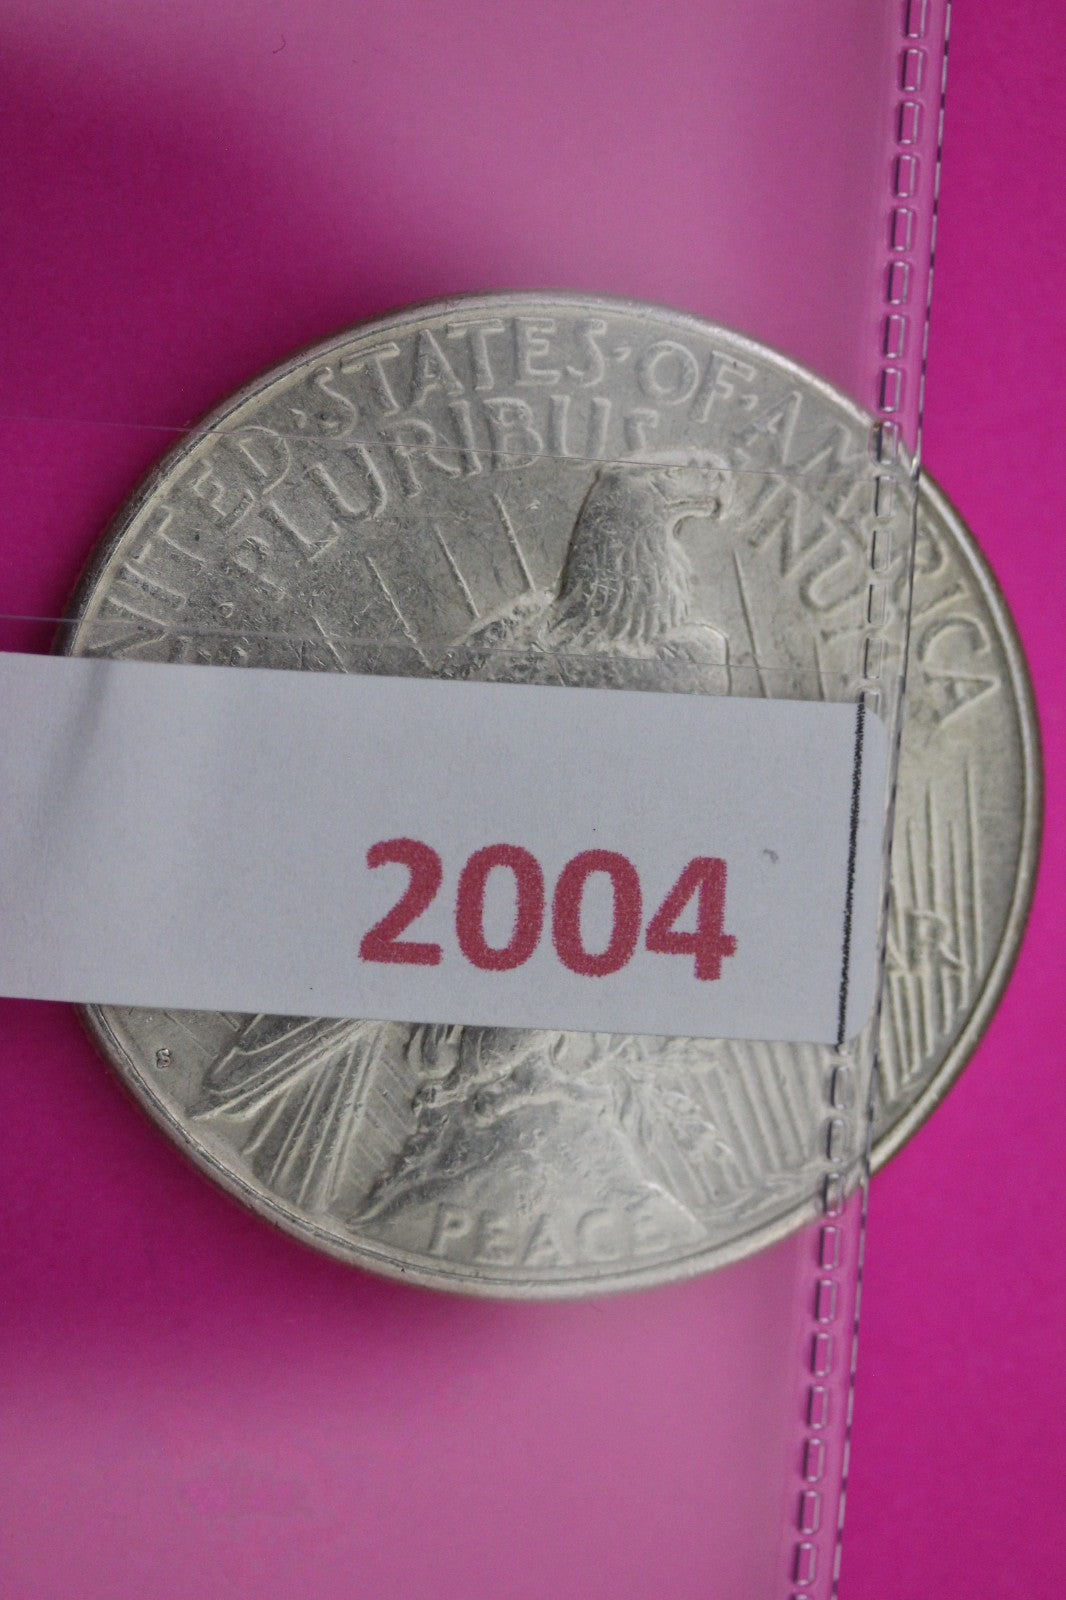 UNITED·STATES·OF·AMERICA
PLURIBUS UNUM
2004
S
PEACE